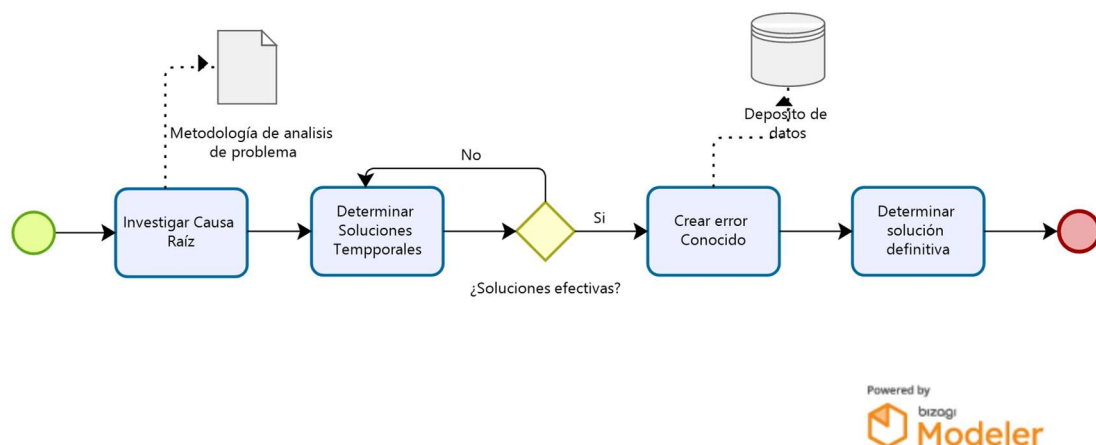 Metodología de analisis
de problema
Deposito de
datos
No
Investigar Causa
Raíz
Determinar
Soluciones
Tempporales
Si
Crear error
Conocido
Determinar
solución
definitiva
¿Soluciones efectivas?
Powered by
bizagi
Modeler